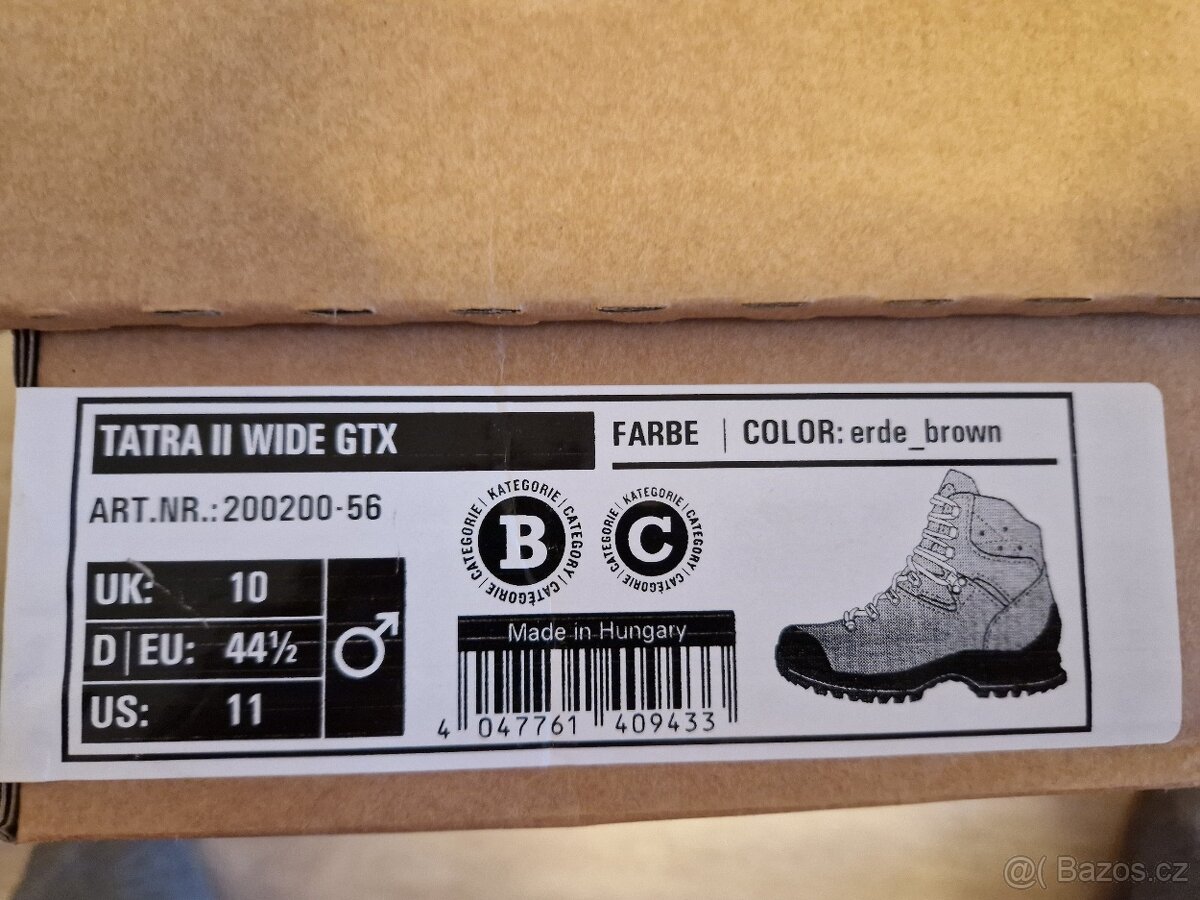 TATRA II WIDE GTX
FARBE | COLOR: erde_brown
ART.NR.: 200200-56
KATEGORIE | CATEGORY | CATÉGORIE |
B
KATEGORIE | CATEGORY | CATÉGORIE |
C
UK: 10
D|EU: 44½
US: 11
♂
Made in Hungary
4 047761 409433
@( Bazos.cz